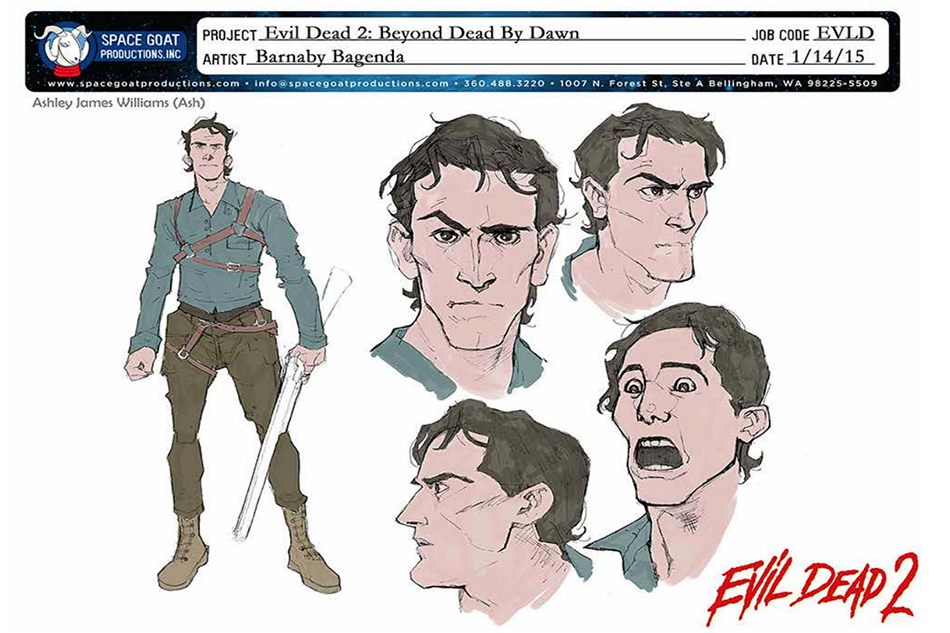 SPACE GOAT
PRODUCTIONS.INC
PROJECT Evil Dead 2: Beyond Dead By Dawn JOB CODE EVLD
ARTIST Barnaby Bagenda DATE 1/14/15
www.spacegoatproductions.com • info@spacegoatproductions.com • 360.488.3220 • 1007 N. Forest St, Ste A Bellingham, WA 98225-5509
Ashley James Williams (Ash)
EVIL DEAD 2